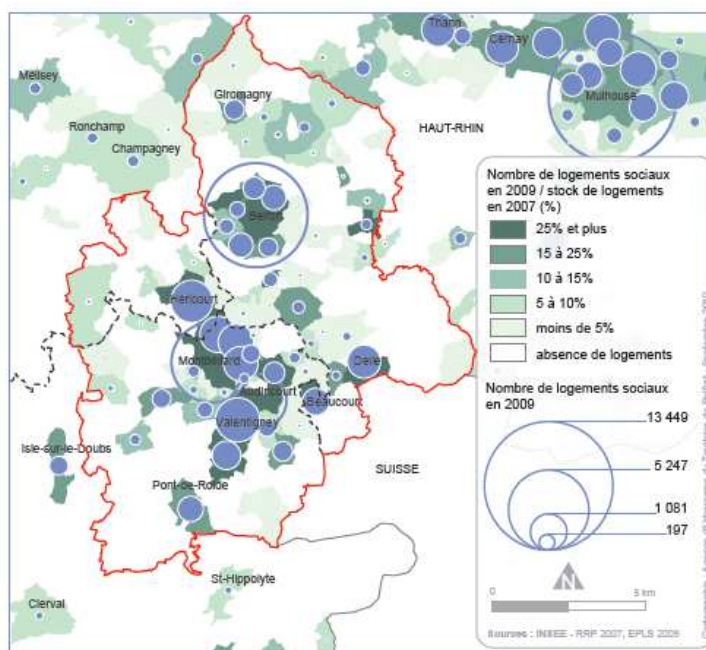 Thann
Cernay
Mélisey
Mulhouse
Giromagny
Ronchamp
HAUT-RHIN
Champagney
Belfort
Héricourt
Montbéliard
Delle
Audincourt
Beaucourt
Valentigney
Isle-sur-le-Doubs
SUISSE
Pont-de-Roide
St-Hippolyte
Clerval
Nombre de logements sociaux
en 2009 / stock de logements
en 2007 (%)
25% et plus
15 à 25%
10 à 15%
5 à 10%
moins de 5%
absence de logements
Nombre de logements sociaux
en 2009
13 449
5 247
1 081
197
N
0 5 km
Sources : INSEE - RRP 2007, EPLS 2009